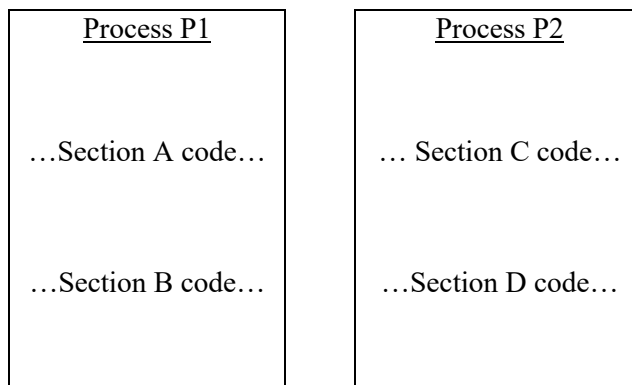 Process P1
…Section A code…
…Section B code…
Process P2
… Section C code…
…Section D code…